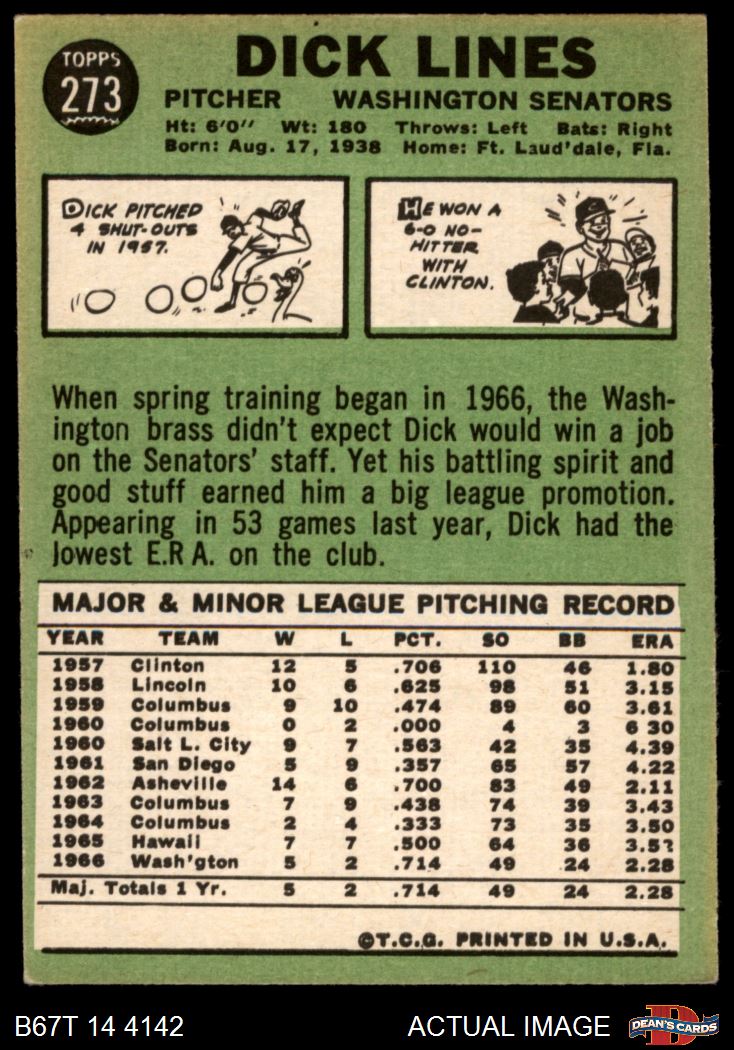 TOPPS
273
DICK LINES
PITCHER WASHINGTON SENATORS
Ht: 6'0" Wt: 180 Throws: Left Bats: Right
Born: Aug. 17, 1938 Home: Ft. Laud'dale, Fla.
DICK PITCHED
4 SHUT-OUTS
IN 1957.
HE WON A
6-0 NO-
HITTER
WITH
CLINTON.
When spring training began in 1966, the Wash-
ington brass didn't expect Dick would win a job
on the Senators' staff. Yet his battling spirit and
good stuff earned him a big league promotion.
Appearing in 53 games last year, Dick had the
lowest E.R A. on the club.
MAJOR & MINOR LEAGUE PITCHING RECORD
YEAR TEAM W L PCT. SO BB ERA
1957 Clinton 12 5 .706 110 46 1.80
1958 Lincoln 10 6 .625 98 51 3.15
1959 Columbus 9 10 .474 89 60 3.61
1960 Columbus 0 2 .000 4 3 6 30
1960 Salt L. City 9 7 .563 42 35 4.39
1961 San Diego 5 9 .357 65 57 4.22
1962 Asheville 14 6 .700 83 49 2.11
1963 Columbus 7 9 .438 74 39 3.43
1964 Columbus 2 4 .333 73 35 3.50
1965 Hawaii 7 7 .500 64 36
1966 Wash'gton 5 2 .714 49 24 2.28
Maj. Totals 1 Yr. 5 2 .714 49 24 2.28
©T.C.G. PRINTED IN U.S.A.
B67T 14 4142 ACTUAL IMAGE
D
DEAN'S CARDS